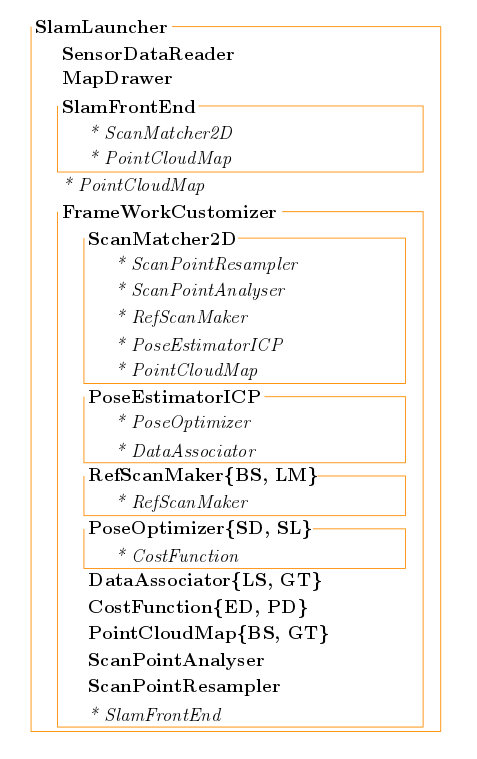 SlamLauncher
SensorDataReader
MapDrawer
SlamFrontEnd
* ScanMatcher2D
* PointCloudMap
* PointCloudMap
FrameWorkCustomizer
ScanMatcher2D
* ScanPointResampler
* ScanPointAnalyser
* RefScanMaker
* PoseEstimatorICP
* PointCloudMap
PoseEstimatorICP
* PoseOptimizer
* DataAssociator
RefScanMaker{BS, LM}
* RefScanMaker
PoseOptimizer{SD, SL}
* CostFunction
DataAssociator{LS, GT}
CostFunction{ED, PD}
PointCloudMap{BS, GT}
ScanPointAnalyser
ScanPointResampler
* SlamFrontEnd